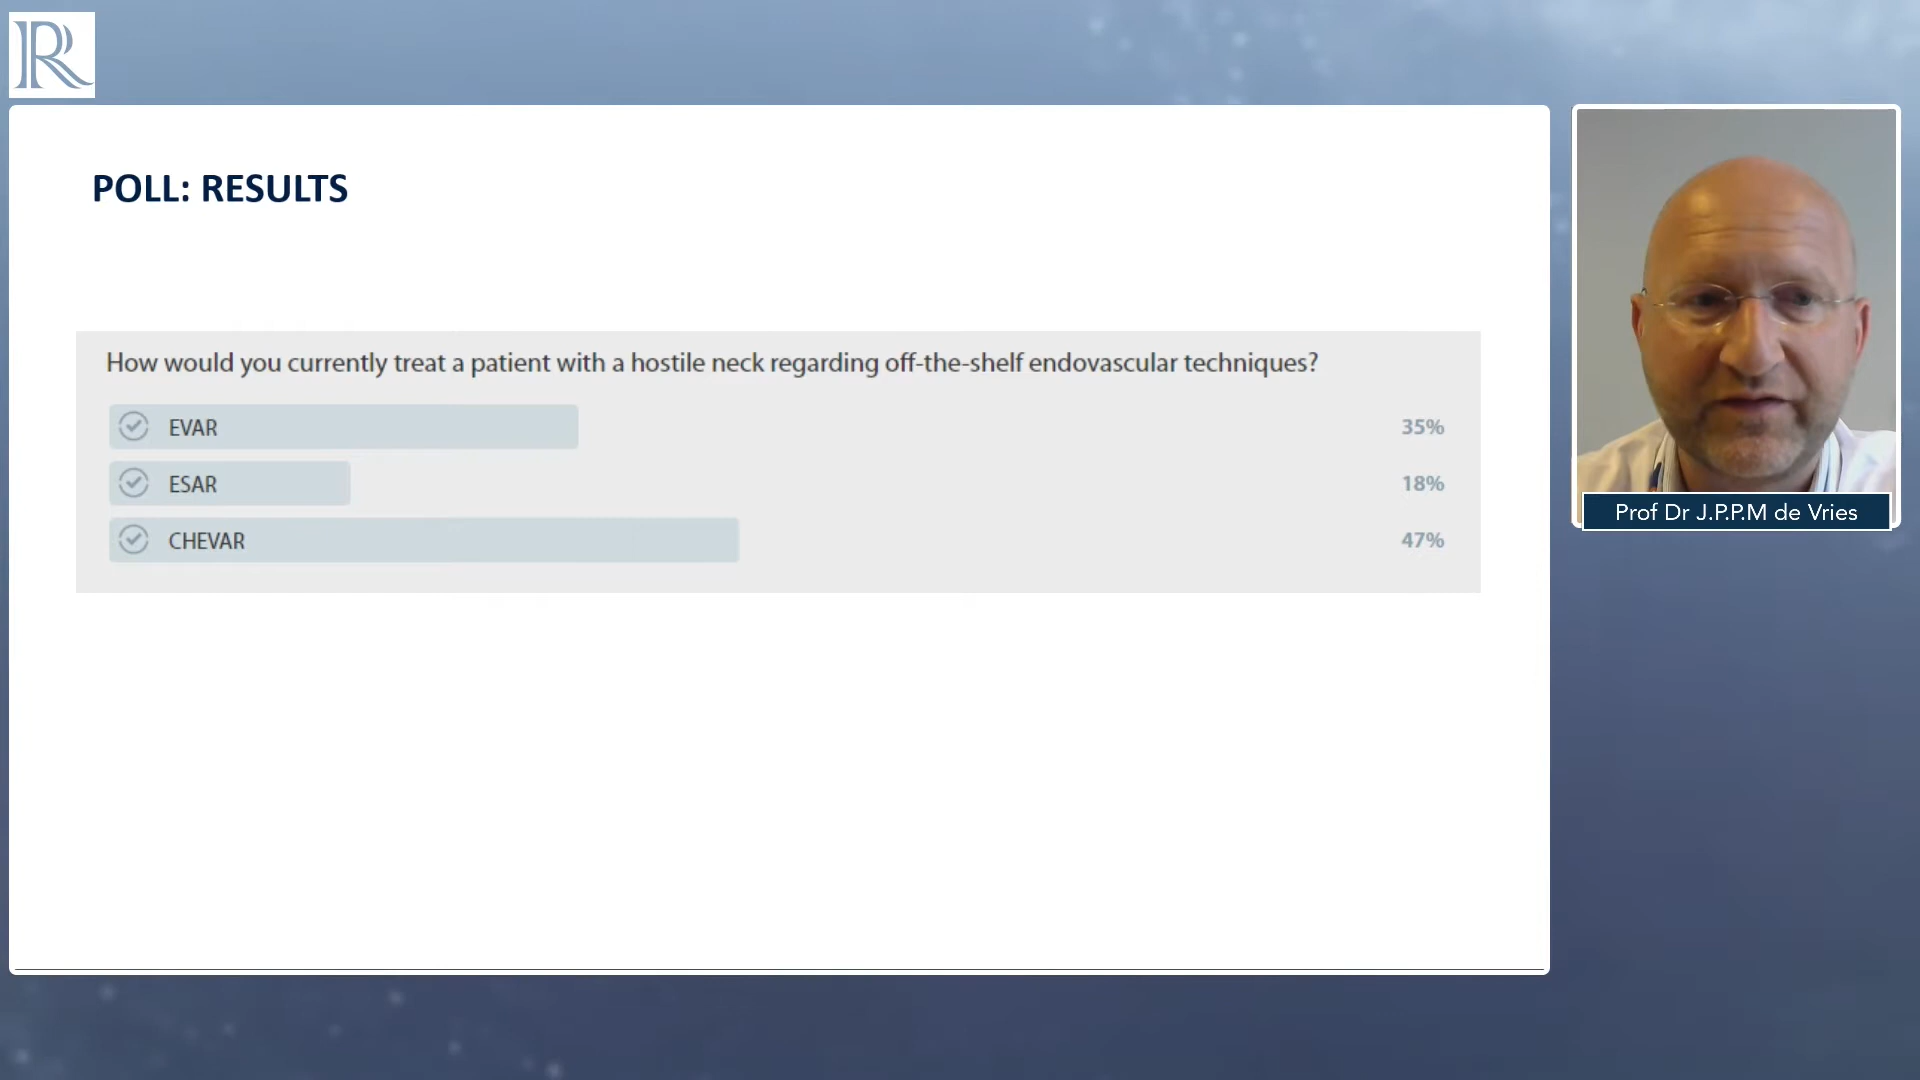 R
POLL: RESULTS
How would you currently treat a patient with a hostile neck regarding off-the-shelf endovascular techniques?
EVAR 35%
ESAR 18%
CHEVAR 47%
Prof Dr J.P.P.M de Vries